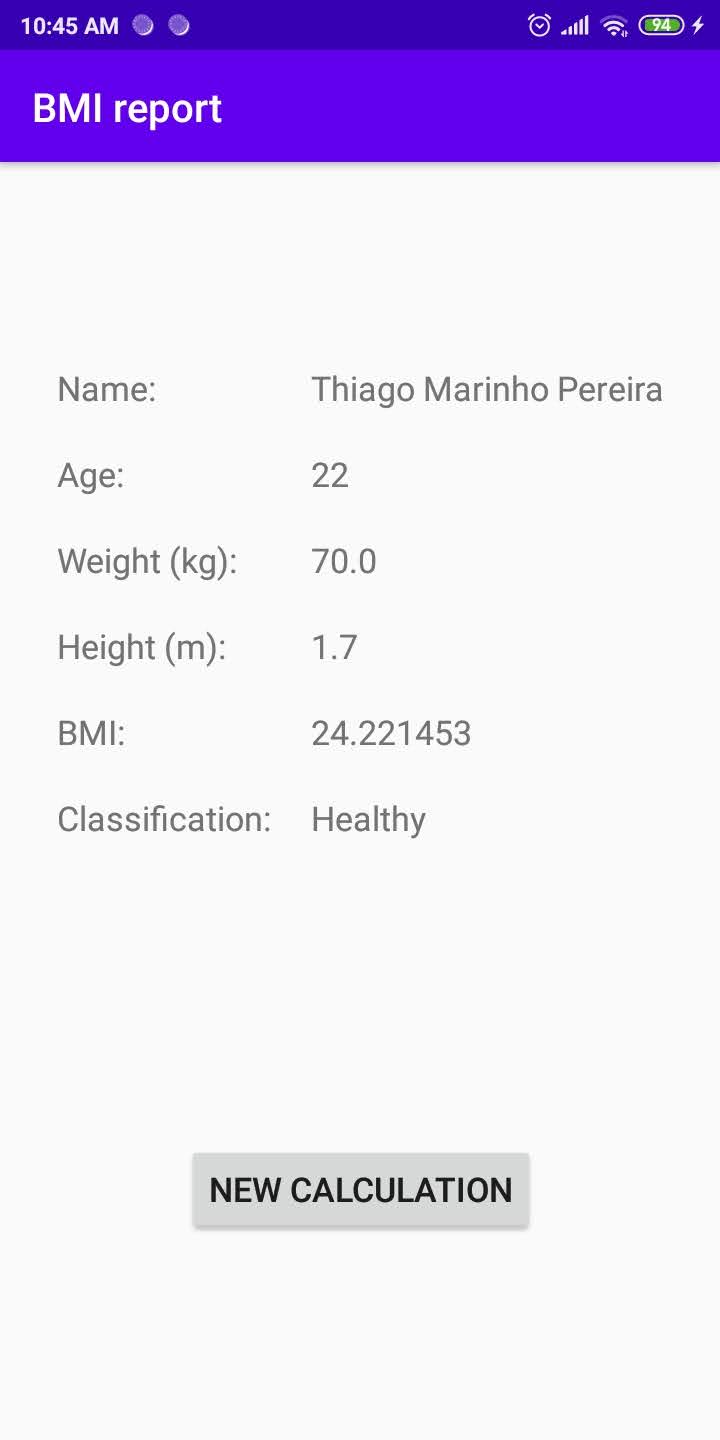 10:45 AM 94
BMI report
Name: Thiago Marinho Pereira
Age: 22
Weight (kg): 70.0
Height (m): 1.7
BMI: 24.221453
Classification: Healthy
NEW CALCULATION